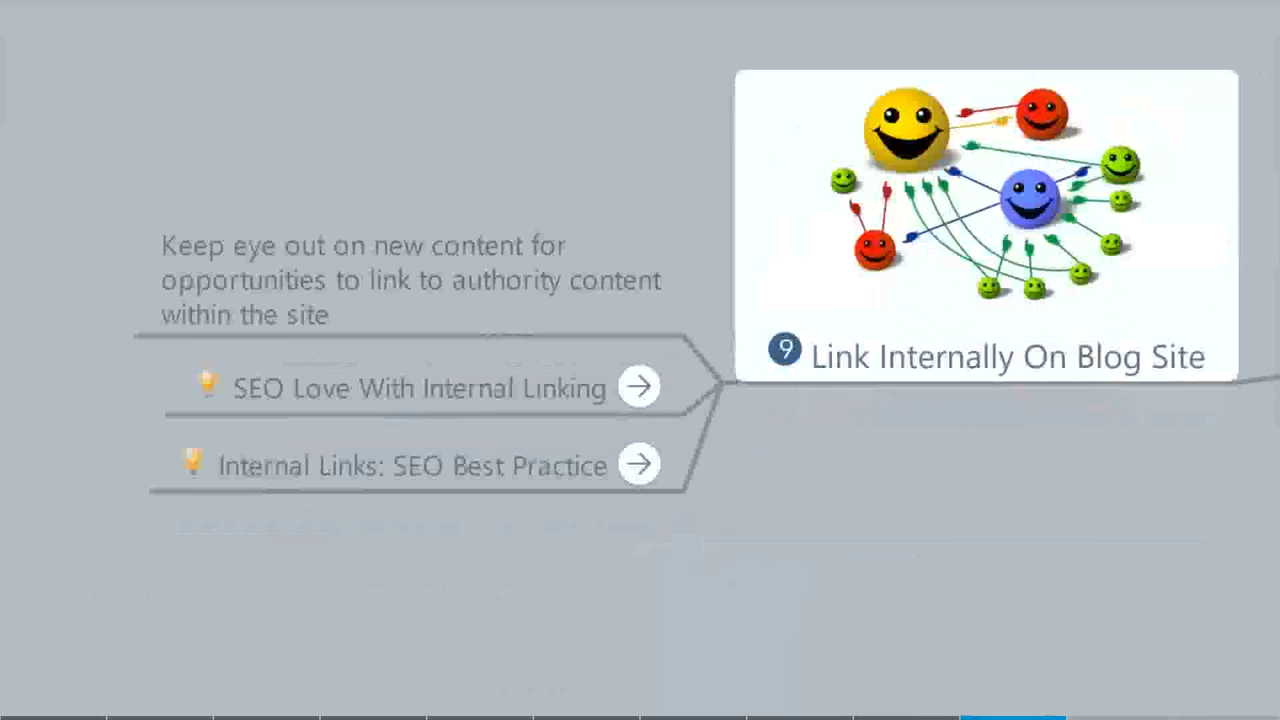 Keep eye out on new content for
opportunities to link to authority content
within the site
SEO Love With Internal Linking
Internal Links: SEO Best Practice
9 Link Internally On Blog Site